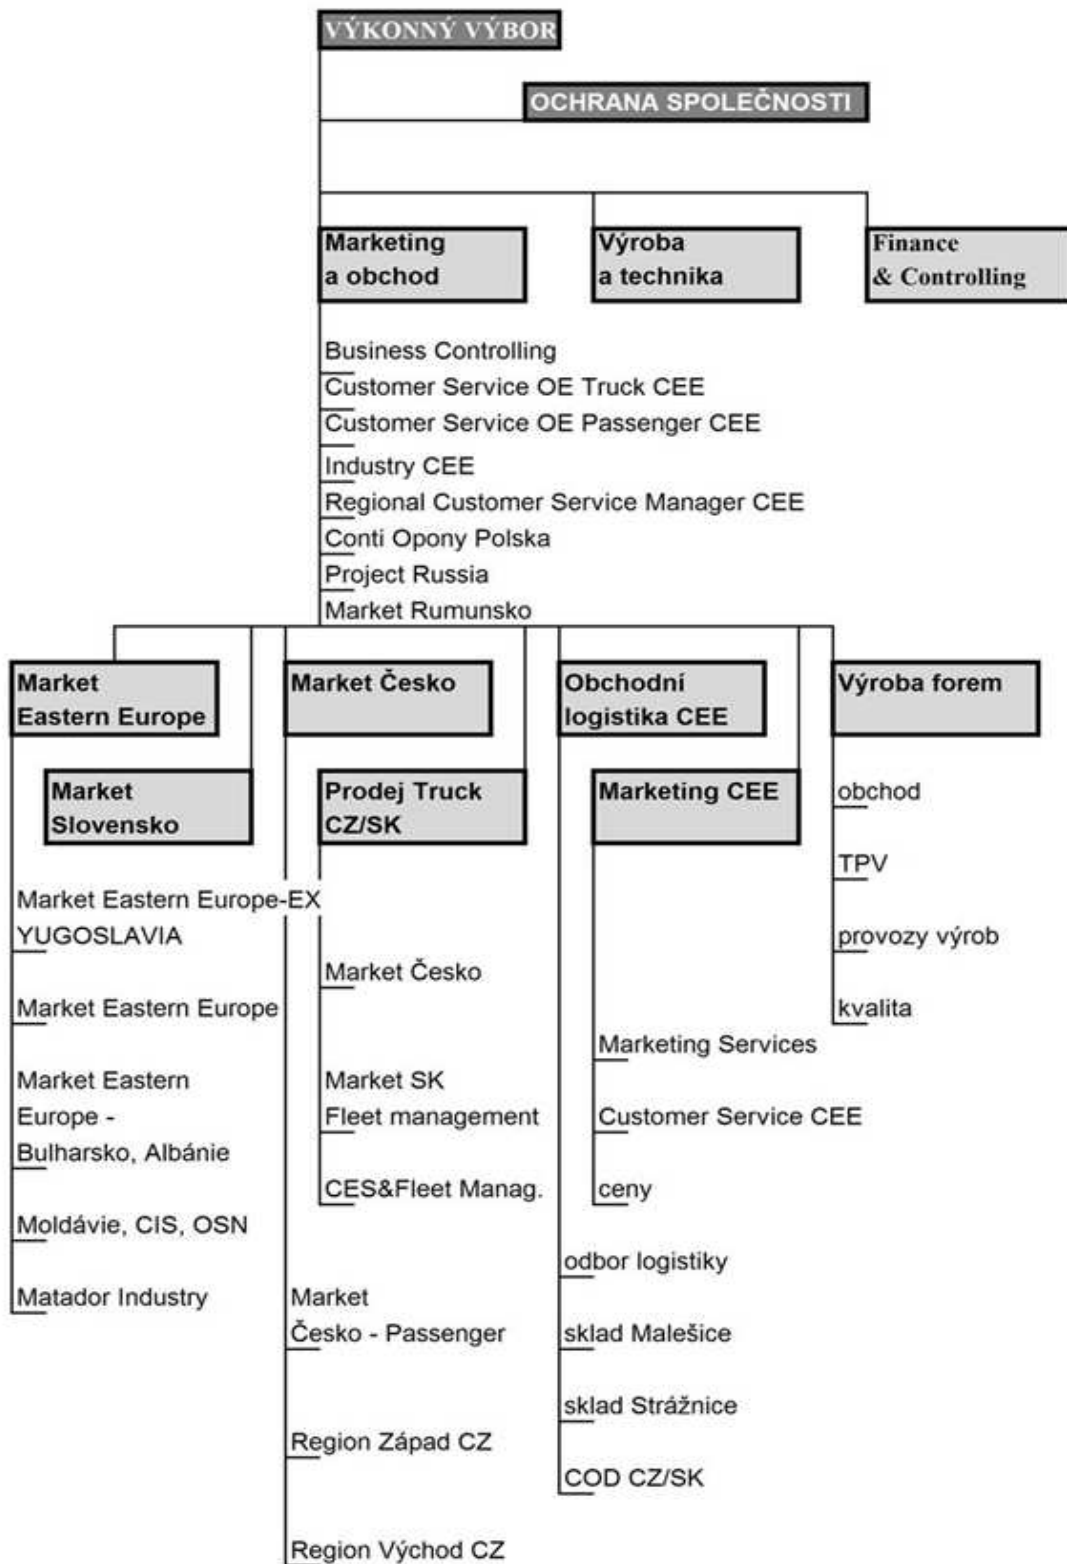 VÝKONNÝ VÝBOR
OCHRANA SPOLEČNOSTI
Marketing
a obchod
Výroba
a technika
Finance
& Controlling
Business Controlling
Customer Service OE Truck CEE
Customer Service OE Passenger CEE
Industry CEE
Regional Customer Service Manager CEE
Conti Opony Polska
Project Russia
Market Rumunsko
Market
Eastern Europe
Market Česko
Obchodní
logistika CEE
Výroba forem
Market
Slovensko
Prodej Truck
CZ/SK
Marketing CEE
obchod
TPV
provozy výrob
kvalita
Market Eastern Europe-EX
YUGOSLAVIA
Market Eastern Europe
Market Eastern
Europe -
Bulharsko, Albánie
Moldávie, CIS, OSN
Matador Industry
Market Česko
Market SK
Fleet management
CES&Fleet Manag.
Marketing Services
Customer Service CEE
ceny
Market
Česko - Passenger
Region Západ CZ
Region Východ CZ
odbor logistiky
sklad Malešice
sklad Strážnice
COD CZ/SK